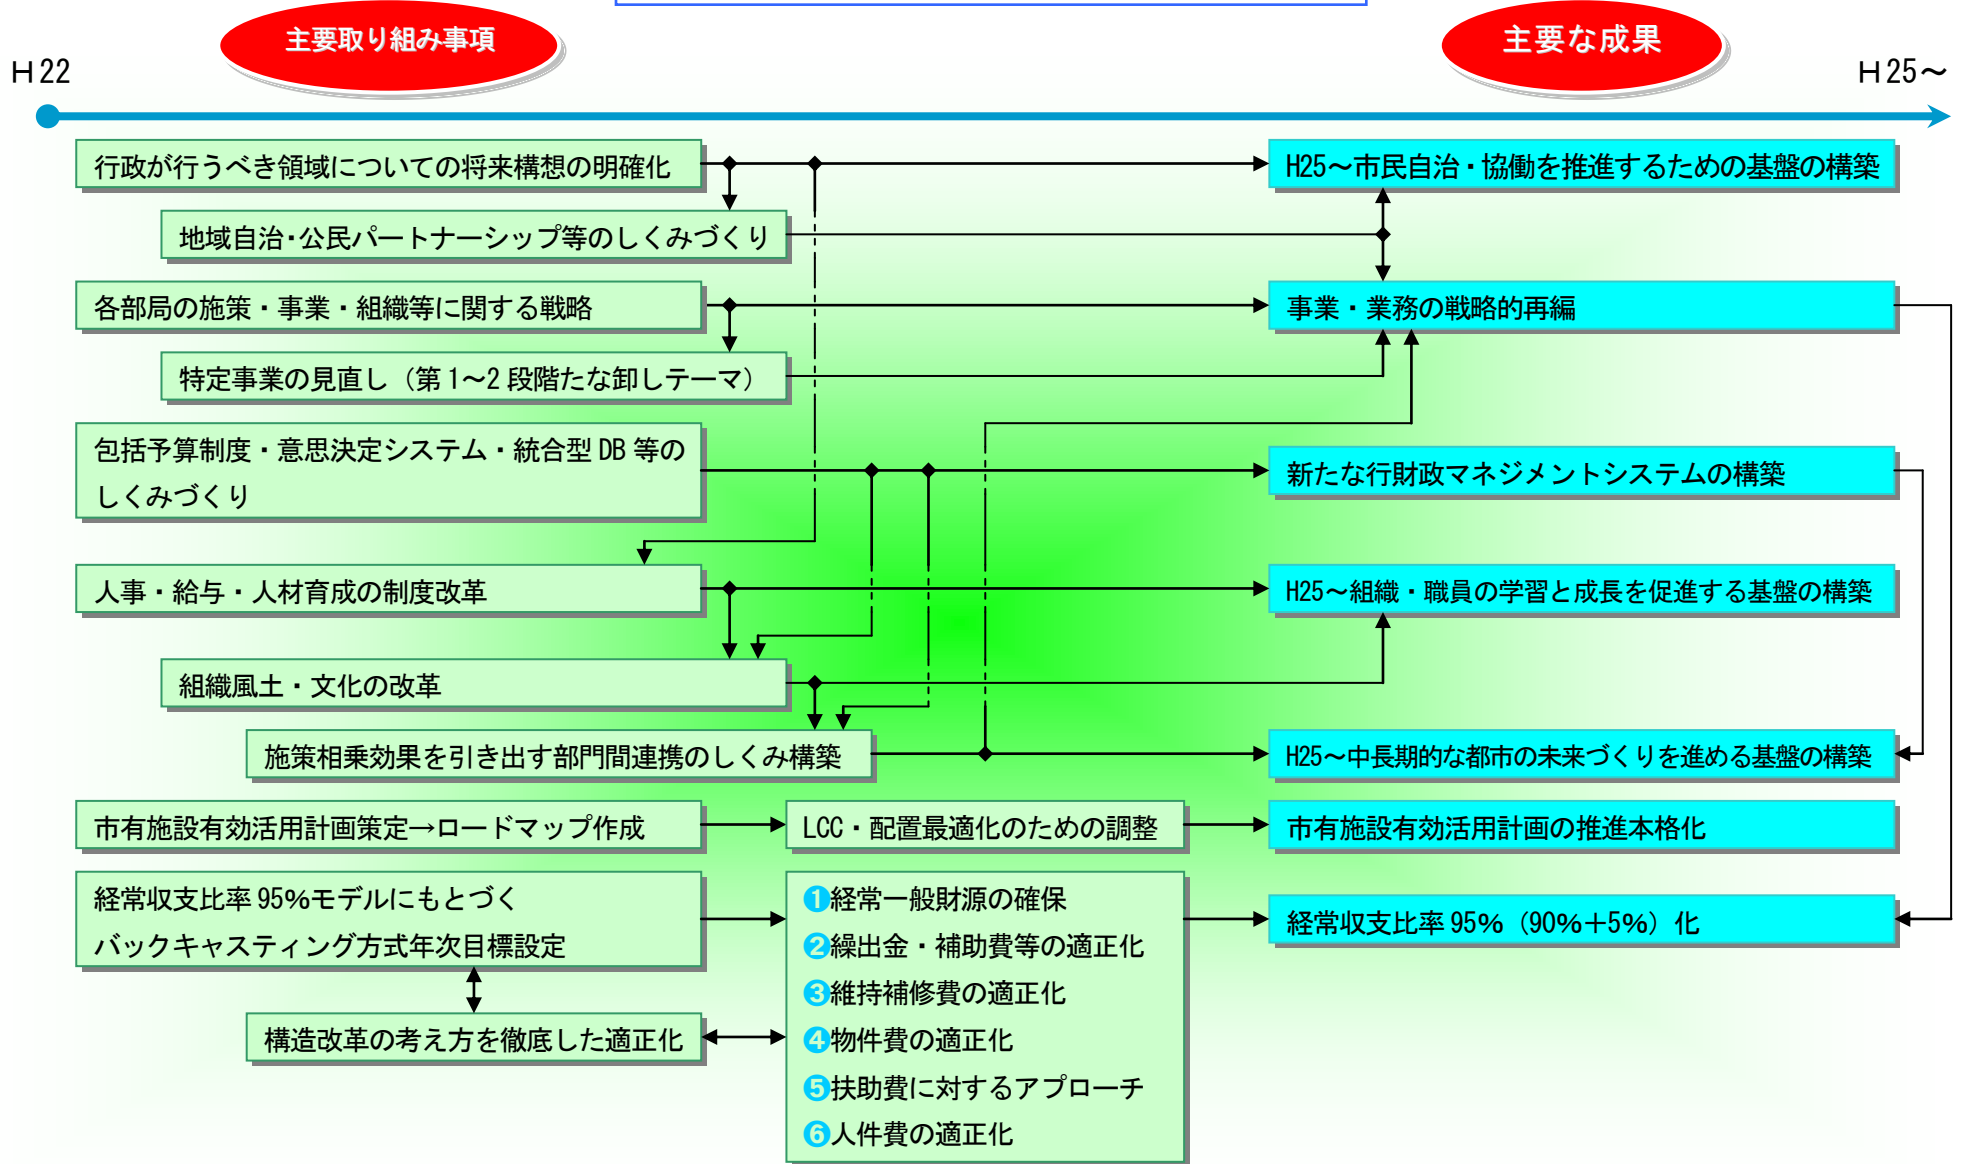 主要取り組み事項
主要な成果
H22
H25～
行政が行うべき領域についての将来構想の明確化
H25～市民自治・協働を推進するための基盤の構築
地域自治・公民パートナーシップ等のしくみづくり
各部局の施策・事業・組織等に関する戦略
事業・業務の戦略的再編
特定事業の見直し（第1～2段階たな卸しテーマ）
包括予算制度・意思決定システム・統合型DB等の
しくみづくり
新たな行財政マネジメントシステムの構築
人事・給与・人材育成の制度改革
H25～組織・職員の学習と成長を促進する基盤の構築
組織風土・文化の改革
施策相乗効果を引き出す部門間連携のしくみ構築
H25～中長期的な都市の未来づくりを進める基盤の構築
市有施設有効活用計画策定→ロードマップ作成
LCC・配置最適化のための調整
市有施設有効活用計画の推進本格化
経常収支比率95%モデルにもとづく
バックキャスティング方式年次目標設定
❶経常一般財源の確保
❷繰出金・補助費等の適正化
❸維持補修費の適正化
❹物件費の適正化
❺扶助費に対するアプローチ
❻人件費の適正化
経常収支比率95%（90%＋5%）化
構造改革の考え方を徹底した適正化